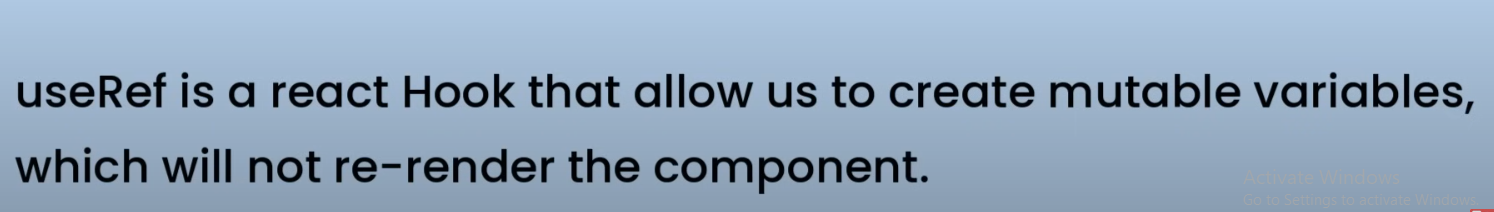 useRef is a react Hook that allow us to create mutable variables,
which will not re-render the component.
Activate Windows
Go to Settings to activate Windows.